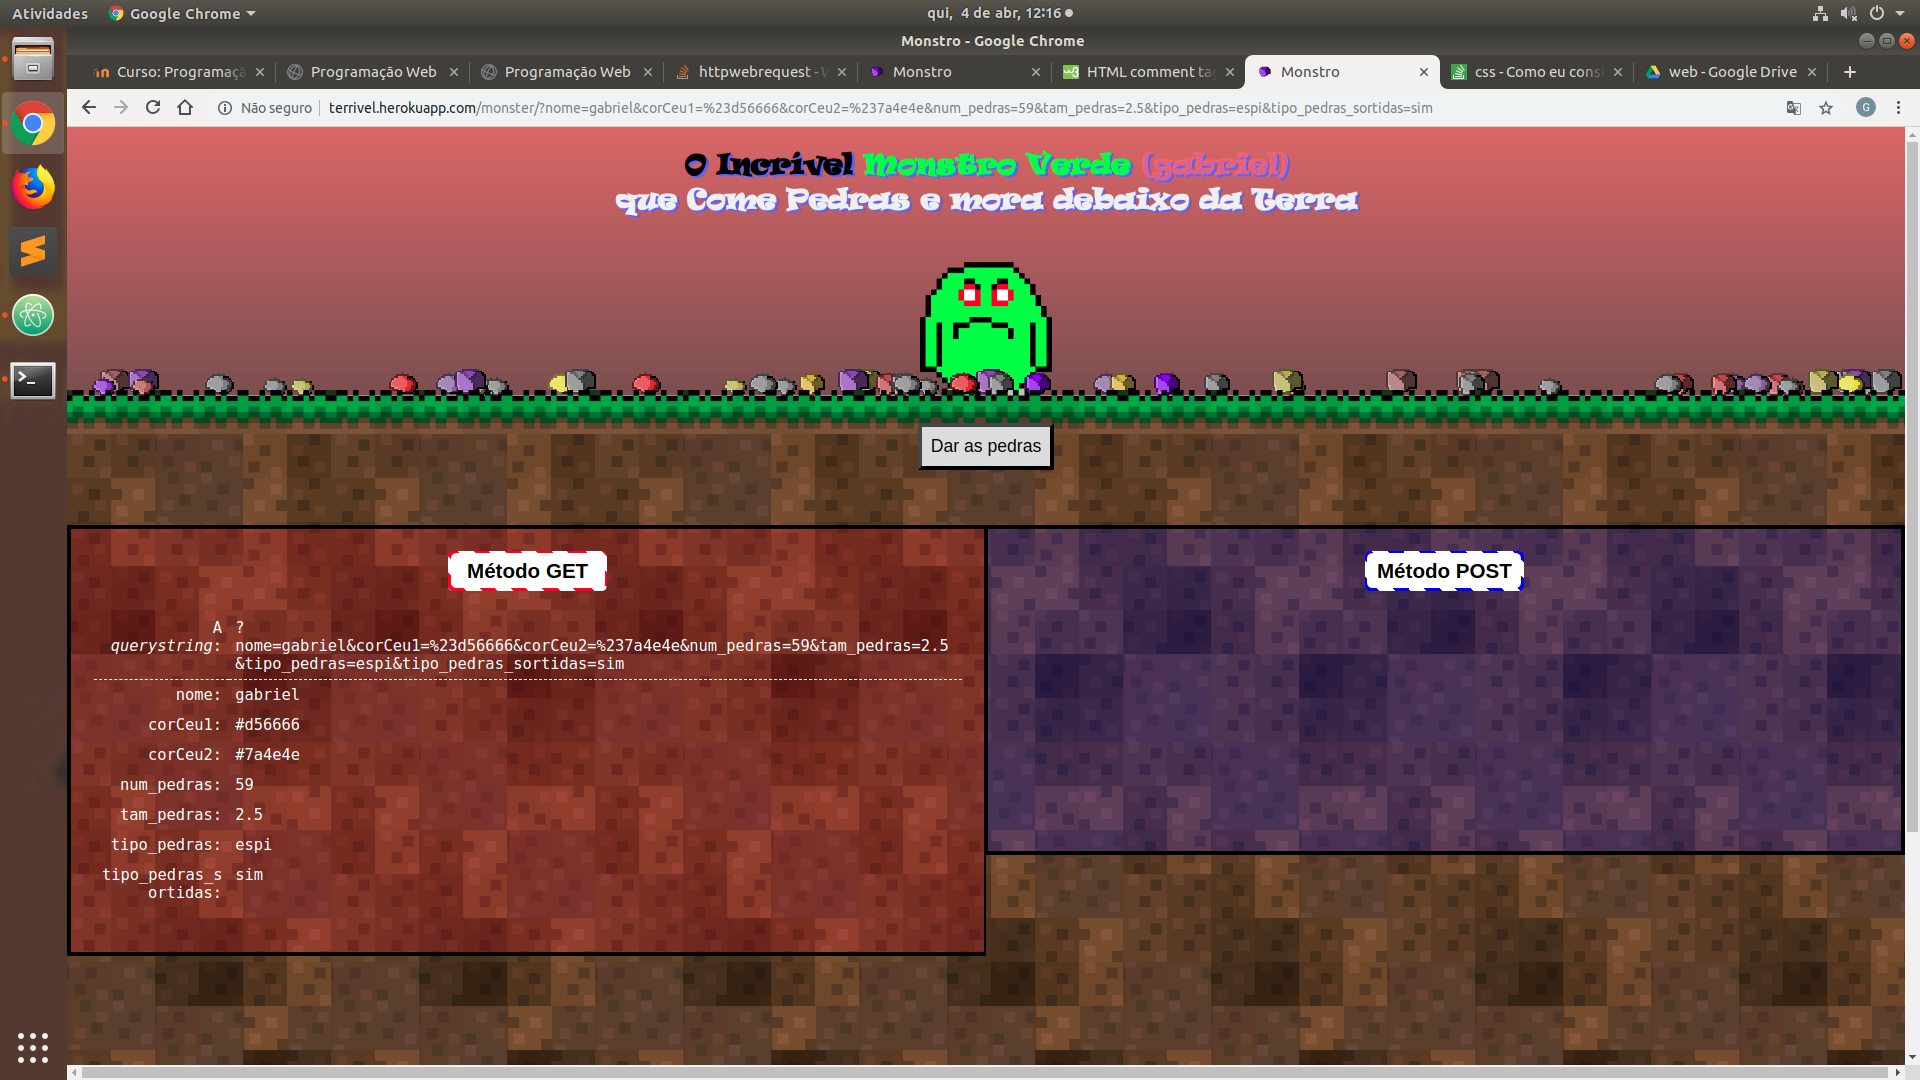 Atividades
Google Chrome
qui, 4 de abr, 12:16
Monstro - Google Chrome
Curso: Programaçã
Programação Web
Programação Web
httpwebrequest -
Monstro
HTML comment ta
Monstro
css - Como eu cons
web - Google Drive
Não seguro
terrivel.herokuapp.com/monster/?nome=gabriel&corCeu1=%23d56666&corCeu2=%237a4e4e&num_pedras=59&tam_pedras=2.5&tipo_pedras=espi&tipo_pedras_sortidas=sim
G
O Incrível Monstro Verde (gabriel)
que Come Pedras e mora debaixo da Terra
Dar as pedras
Método GET
A querystring:
?
nome=gabriel&corCeu1=%23d56666&corCeu2=%237a4e4e&num_pedras=59&tam_pedras=2.5
&tipo_pedras=espi&tipo_pedras_sortidas=sim
nome: gabriel
corCeu1: #d56666
corCeu2: #7a4e4e
num_pedras: 59
tam_pedras: 2.5
tipo_pedras: espi
tipo_pedras_s sim
ortidas:
Método POST